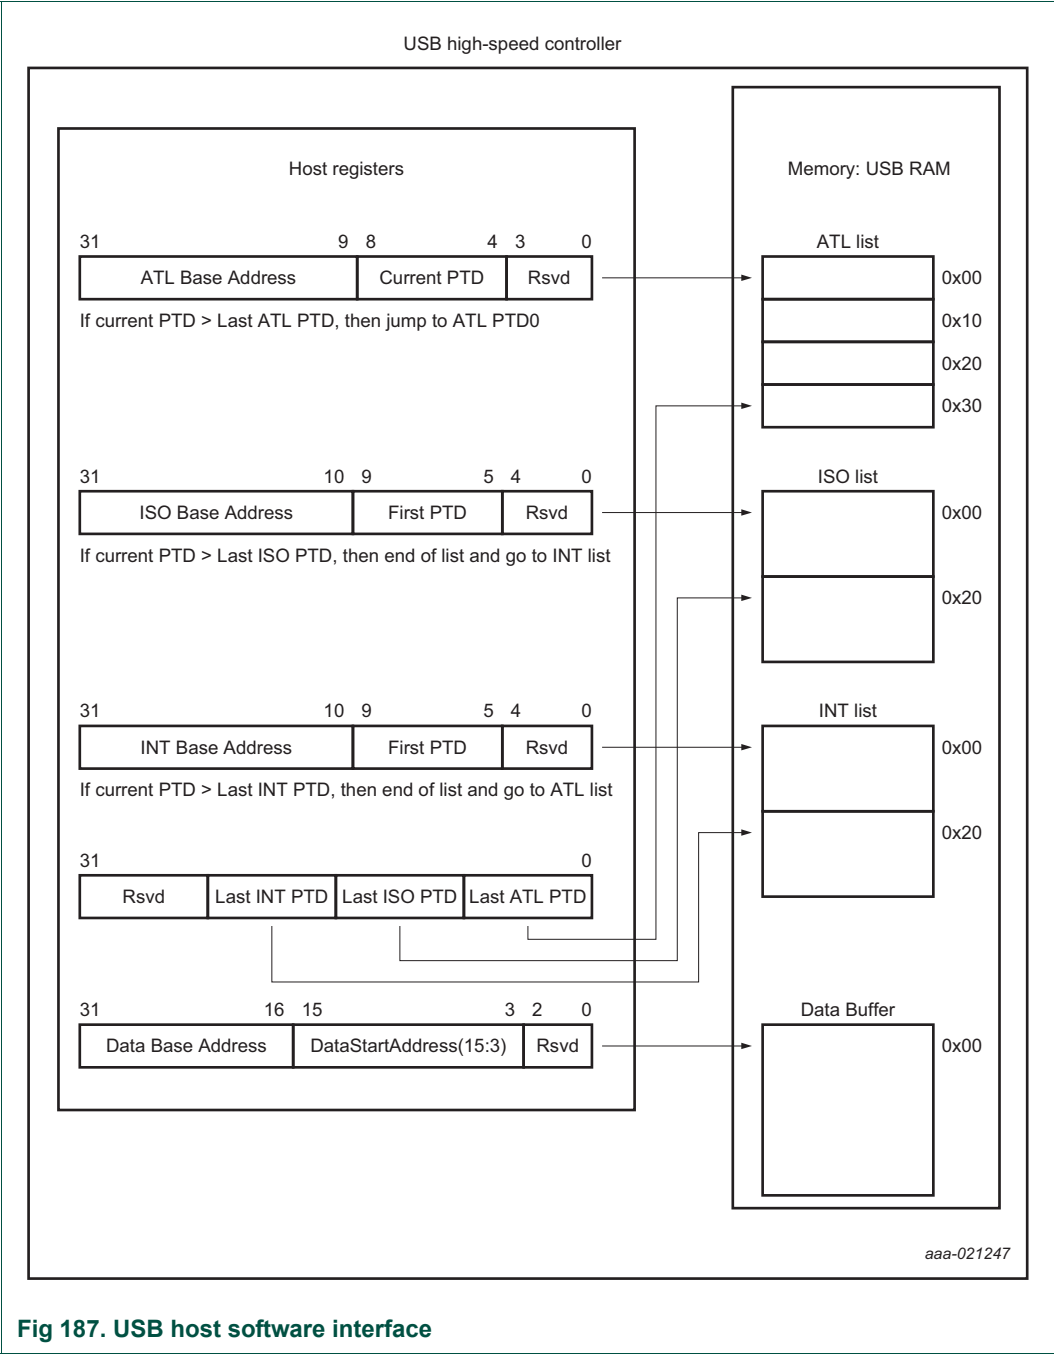 USB high-speed controller
Host registers
Memory: USB RAM
31 9 8 4 3 0
ATL list
ATL Base Address Current PTD Rsvd
0x00
If current PTD > Last ATL PTD, then jump to ATL PTD0
0x10
0x20
0x30
31 10 9 5 4 0
ISO list
ISO Base Address First PTD Rsvd
0x00
If current PTD > Last ISO PTD, then end of list and go to INT list
0x20
31 10 9 5 4 0
INT list
INT Base Address First PTD Rsvd
0x00
If current PTD > Last INT PTD, then end of list and go to ATL list
0x20
31 0
Rsvd Last INT PTD Last ISO PTD Last ATL PTD
31 16 15 3 2 0
Data Buffer
Data Base Address DataStartAddress(15:3) Rsvd
0x00
aaa-021247
Fig 187. USB host software interface